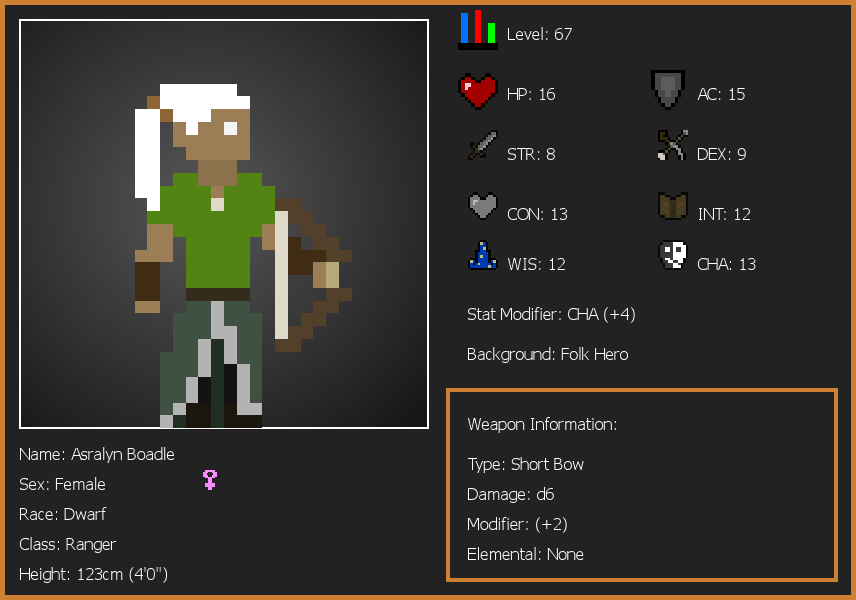 Level: 67
HP: 16
AC: 15
STR: 8
DEX: 9
CON: 13
INT: 12
WIS: 12
CHA: 13
Stat Modifier: CHA (+4)
Background: Folk Hero
Weapon Information:
Type: Short Bow
Damage: d6
Modifier: (+2)
Elemental: None
Name: Asralyn Boadle
Sex: Female
Race: Dwarf
Class: Ranger
Height: 123cm (4'0")